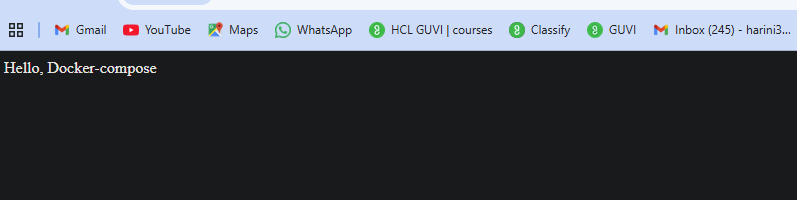 Gmail YouTube Maps WhatsApp HCL GUVI | courses Classify GUVI Inbox (245) - harini3...
Hello, Docker-compose